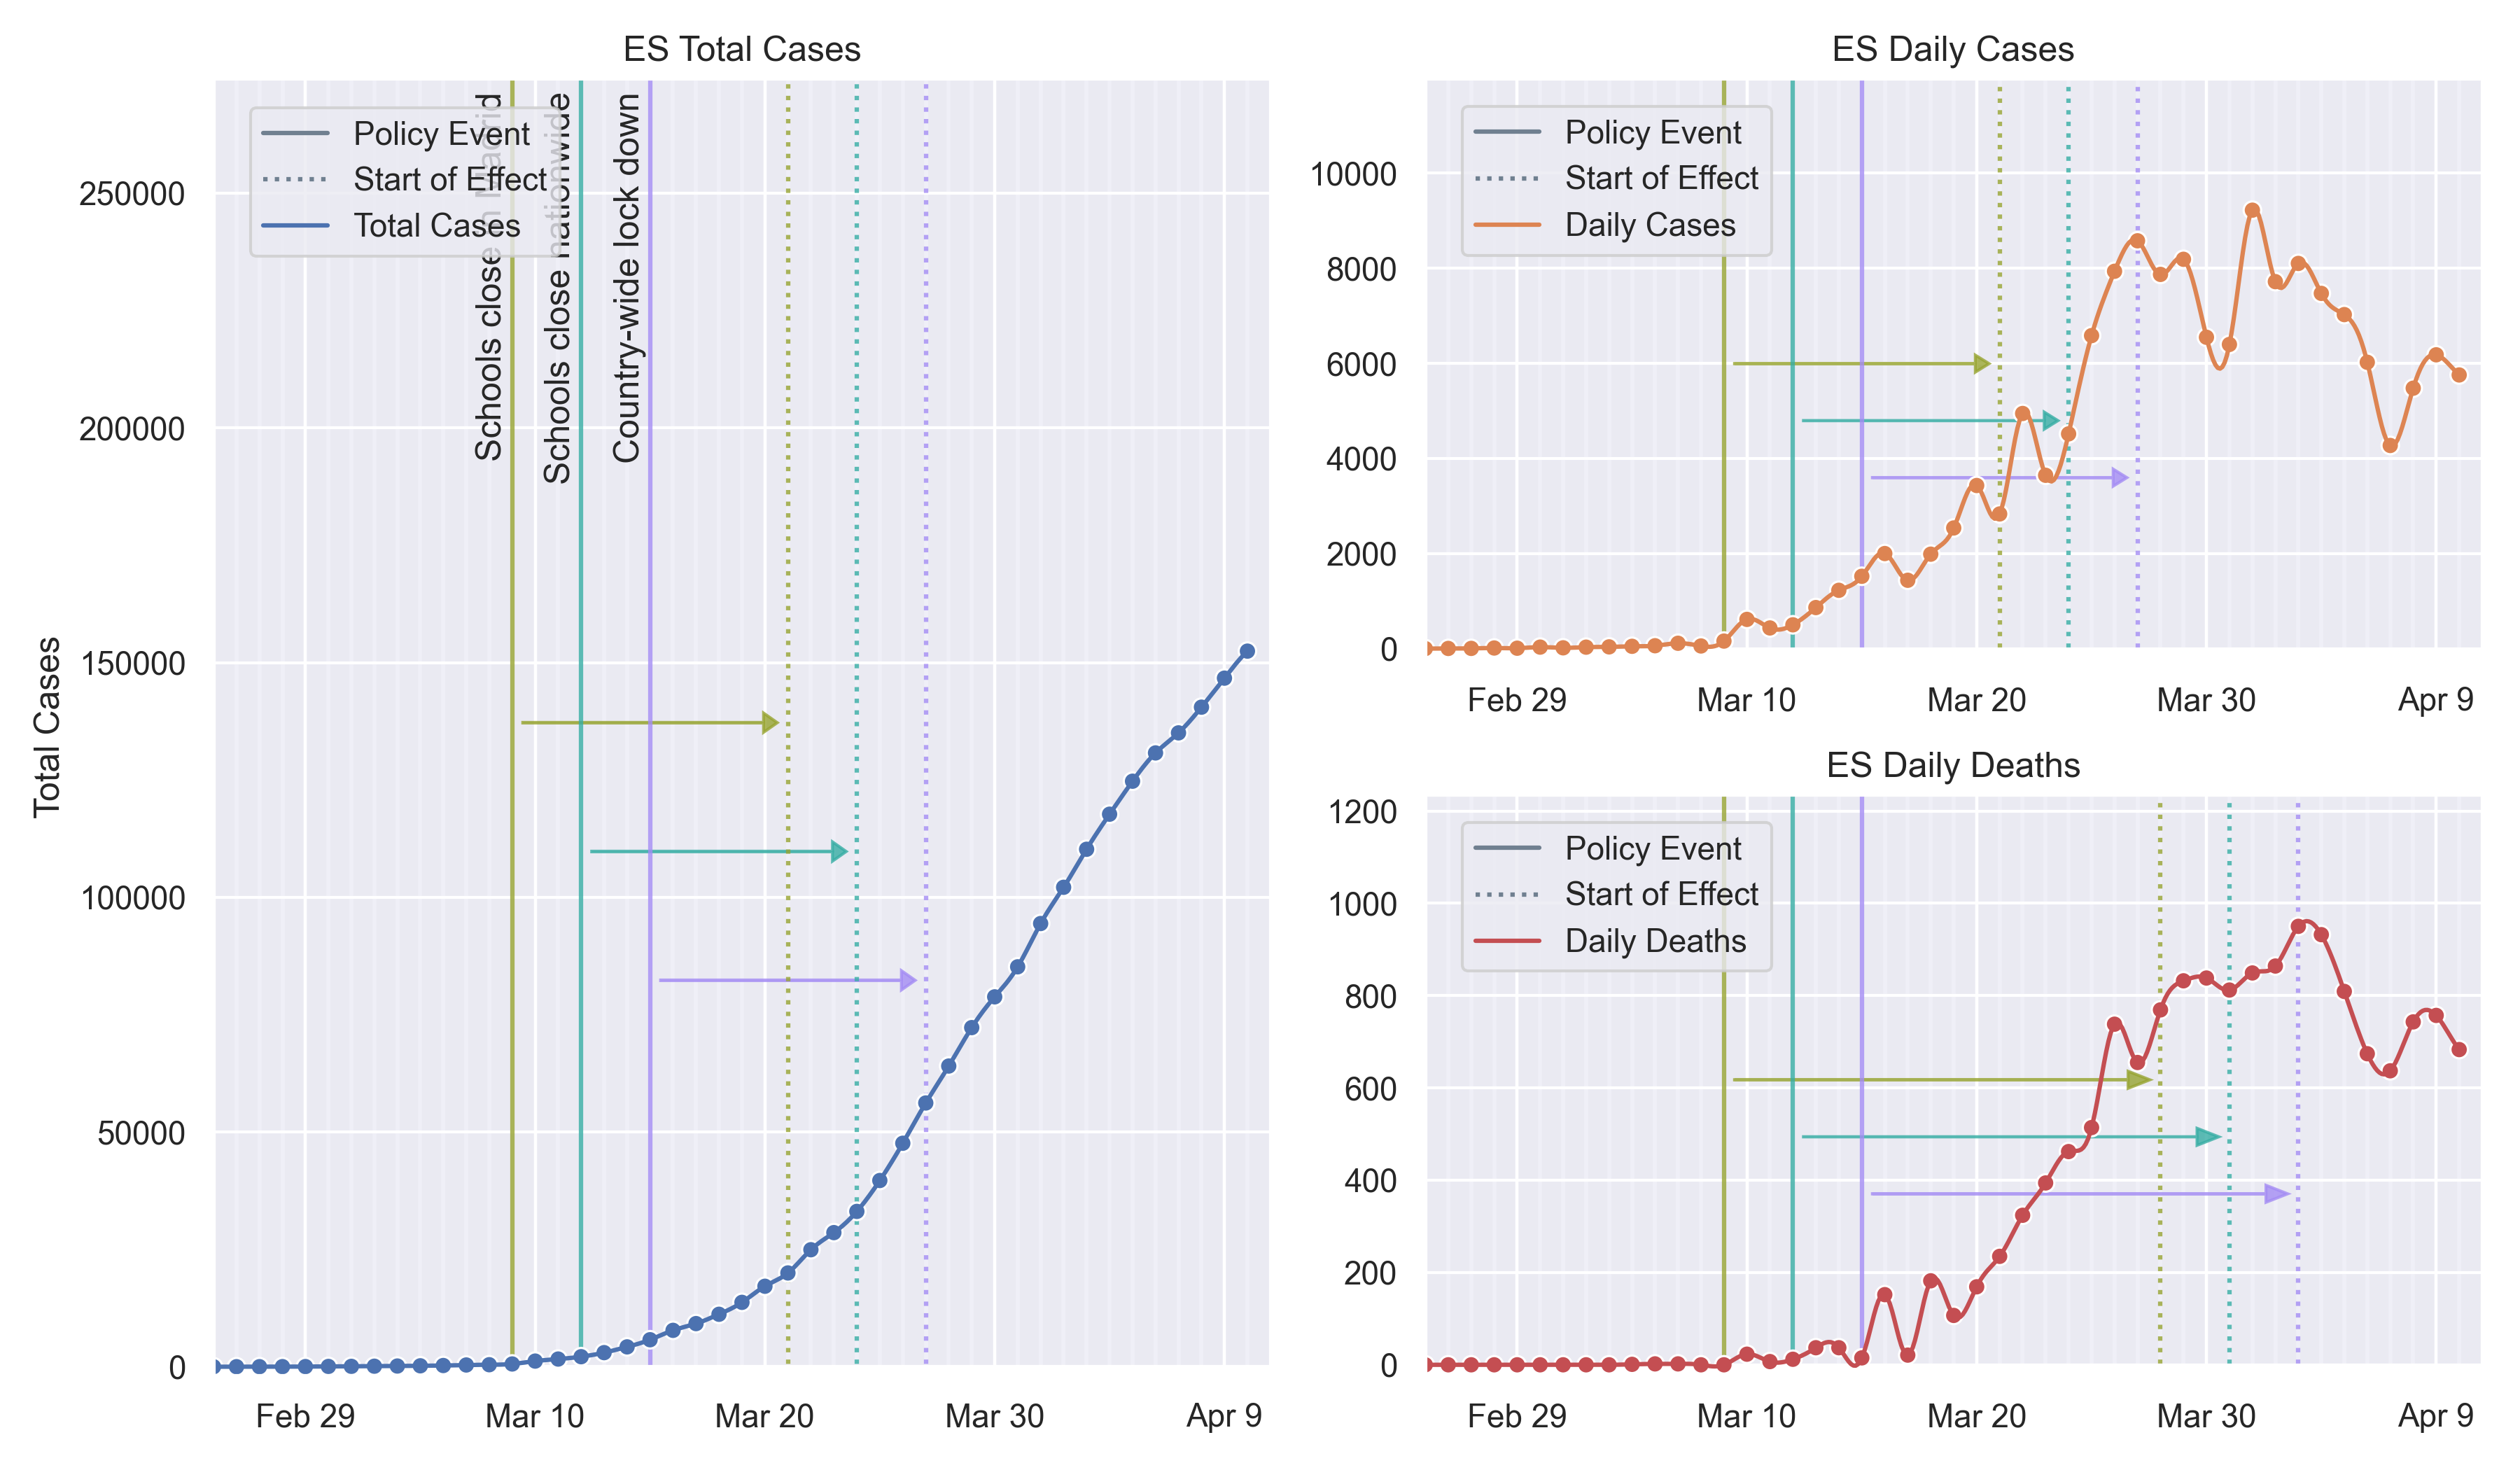 ES Total Cases
Policy Event
Start of Effect
Total Cases
Schools close in Madrid
Schools close nationwide
Country-wide lock down
Total Cases
250000
200000
150000
100000
50000
0
Feb 29
Mar 10
Mar 20
Mar 30
Apr 9
ES Daily Cases
Policy Event
Start of Effect
Daily Cases
10000
8000
6000
4000
2000
0
Feb 29
Mar 10
Mar 20
Mar 30
Apr 9
ES Daily Deaths
Policy Event
Start of Effect
Daily Deaths
1200
1000
800
600
400
200
0
Feb 29
Mar 10
Mar 20
Mar 30
Apr 9